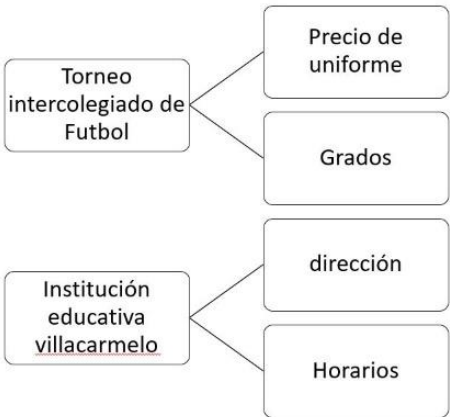 Torneo
intercolegiado de
Futbol
Precio de
uniforme
Grados
Institución
educativa
villacarmelo
dirección
Horarios